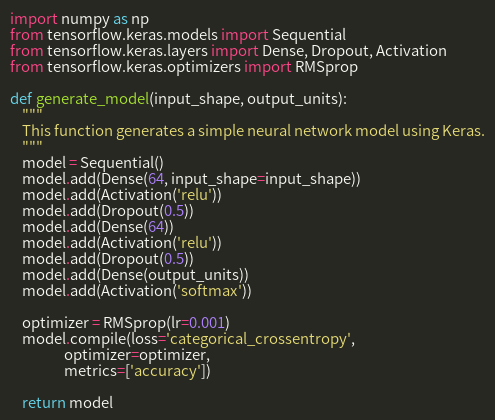 import numpy as np
from tensorflow.keras.models import Sequential
from tensorflow.keras.layers import Dense, Dropout, Activation
from tensorflow.keras.optimizers import RMSprop

def generate_model(input_shape, output_units):
    """
    This function generates a simple neural network model using Keras.
    """
    model = Sequential()
    model.add(Dense(64, input_shape=input_shape))
    model.add(Activation('relu'))
    model.add(Dropout(0.5))
    model.add(Dense(64))
    model.add(Activation('relu'))
    model.add(Dropout(0.5))
    model.add(Dense(output_units))
    model.add(Activation('softmax'))

    optimizer = RMSprop(lr=0.001)
    model.compile(loss='categorical_crossentropy',
                  optimizer=optimizer,
                  metrics=['accuracy'])

    return model